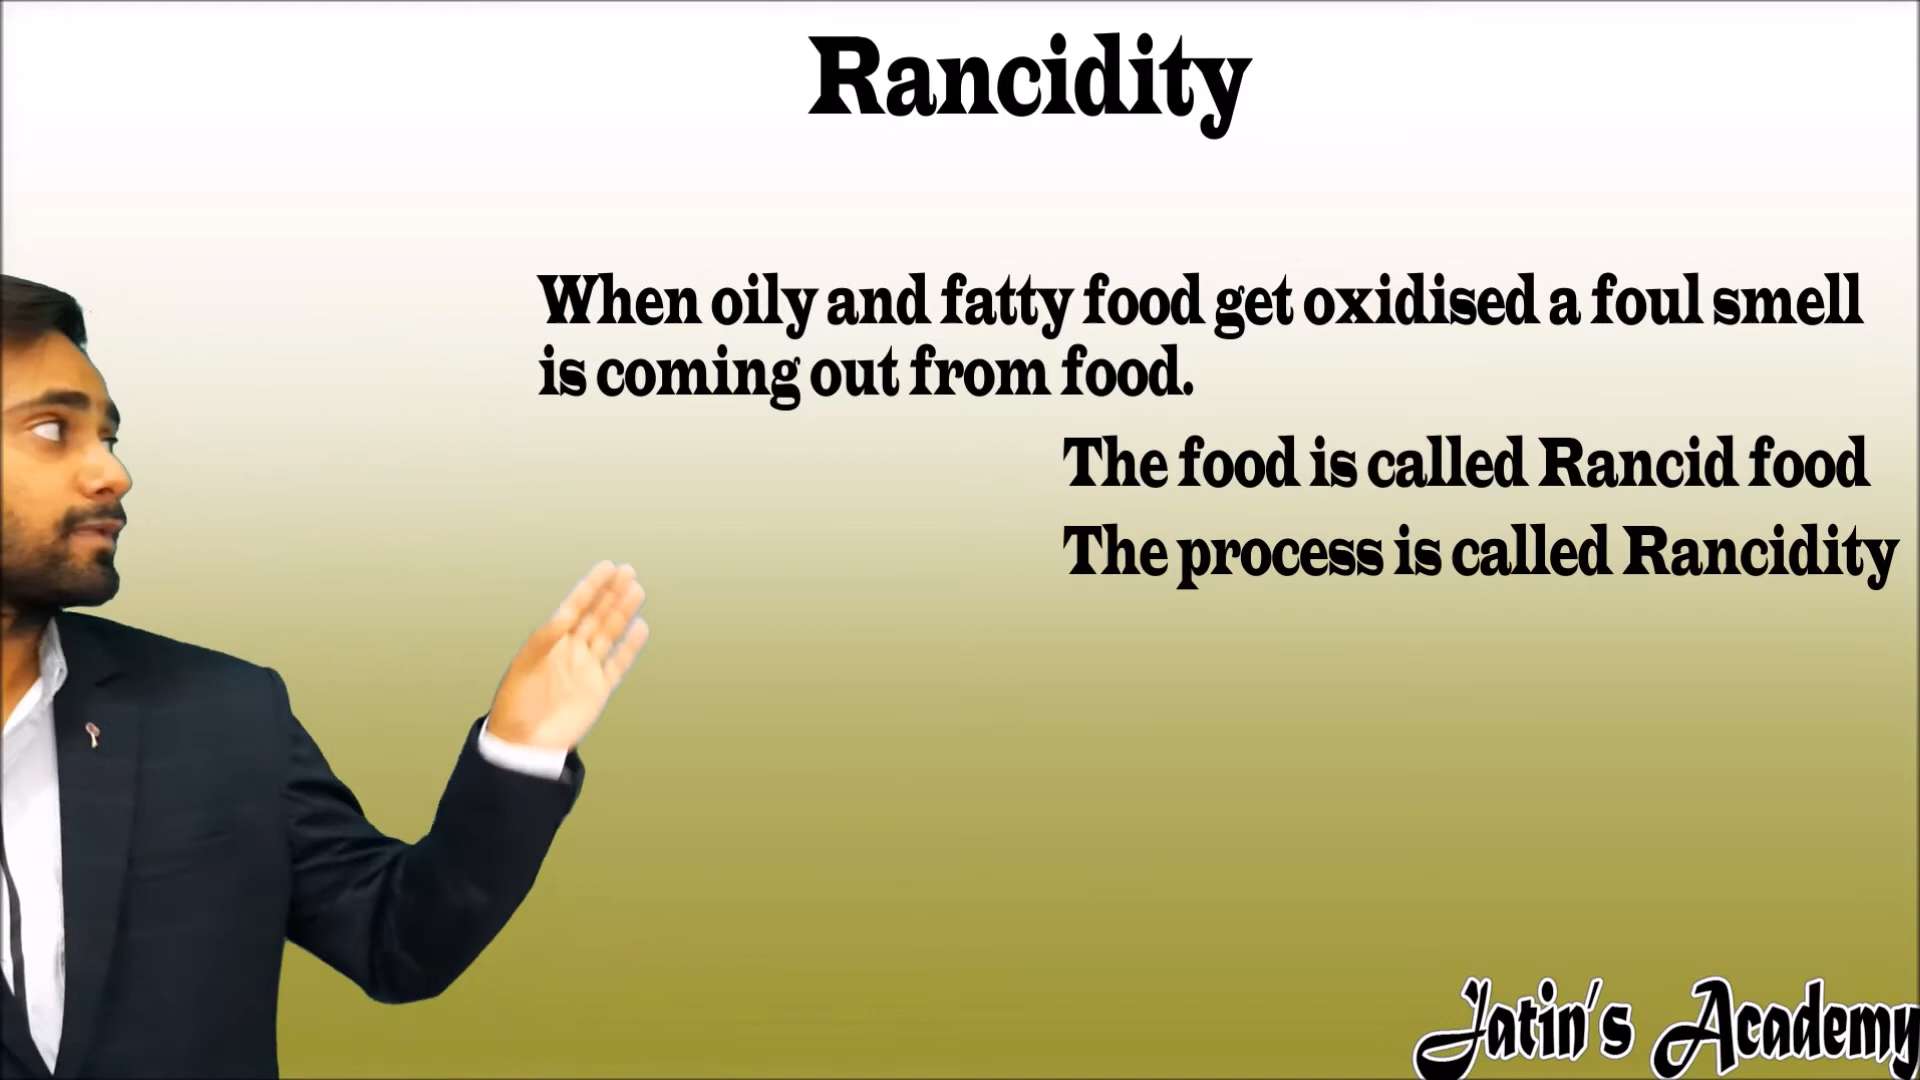 Rancidity
When oily and fatty food get oxidised a foul smell
is coming out from food.
The food is called Rancid food
The process is called Rancidity
Jatin's Academy